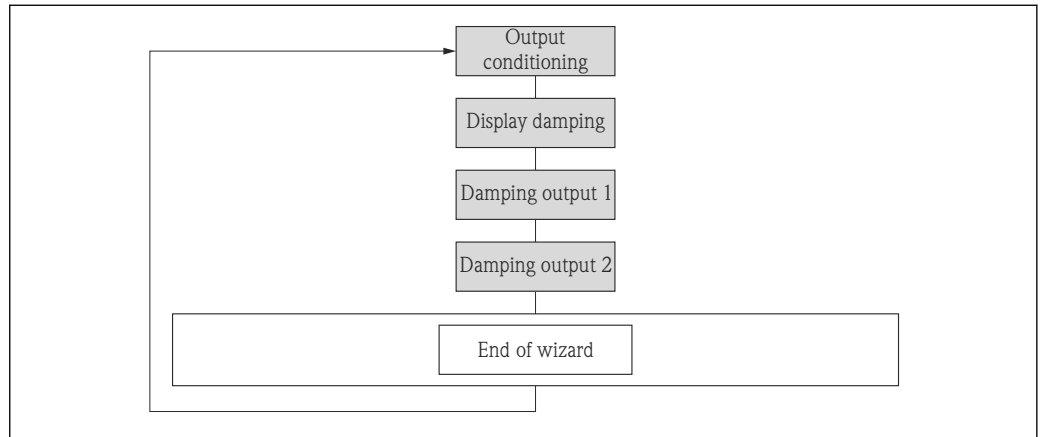 Output
conditioning
Display damping
Damping output 1
Damping output 2
End of wizard